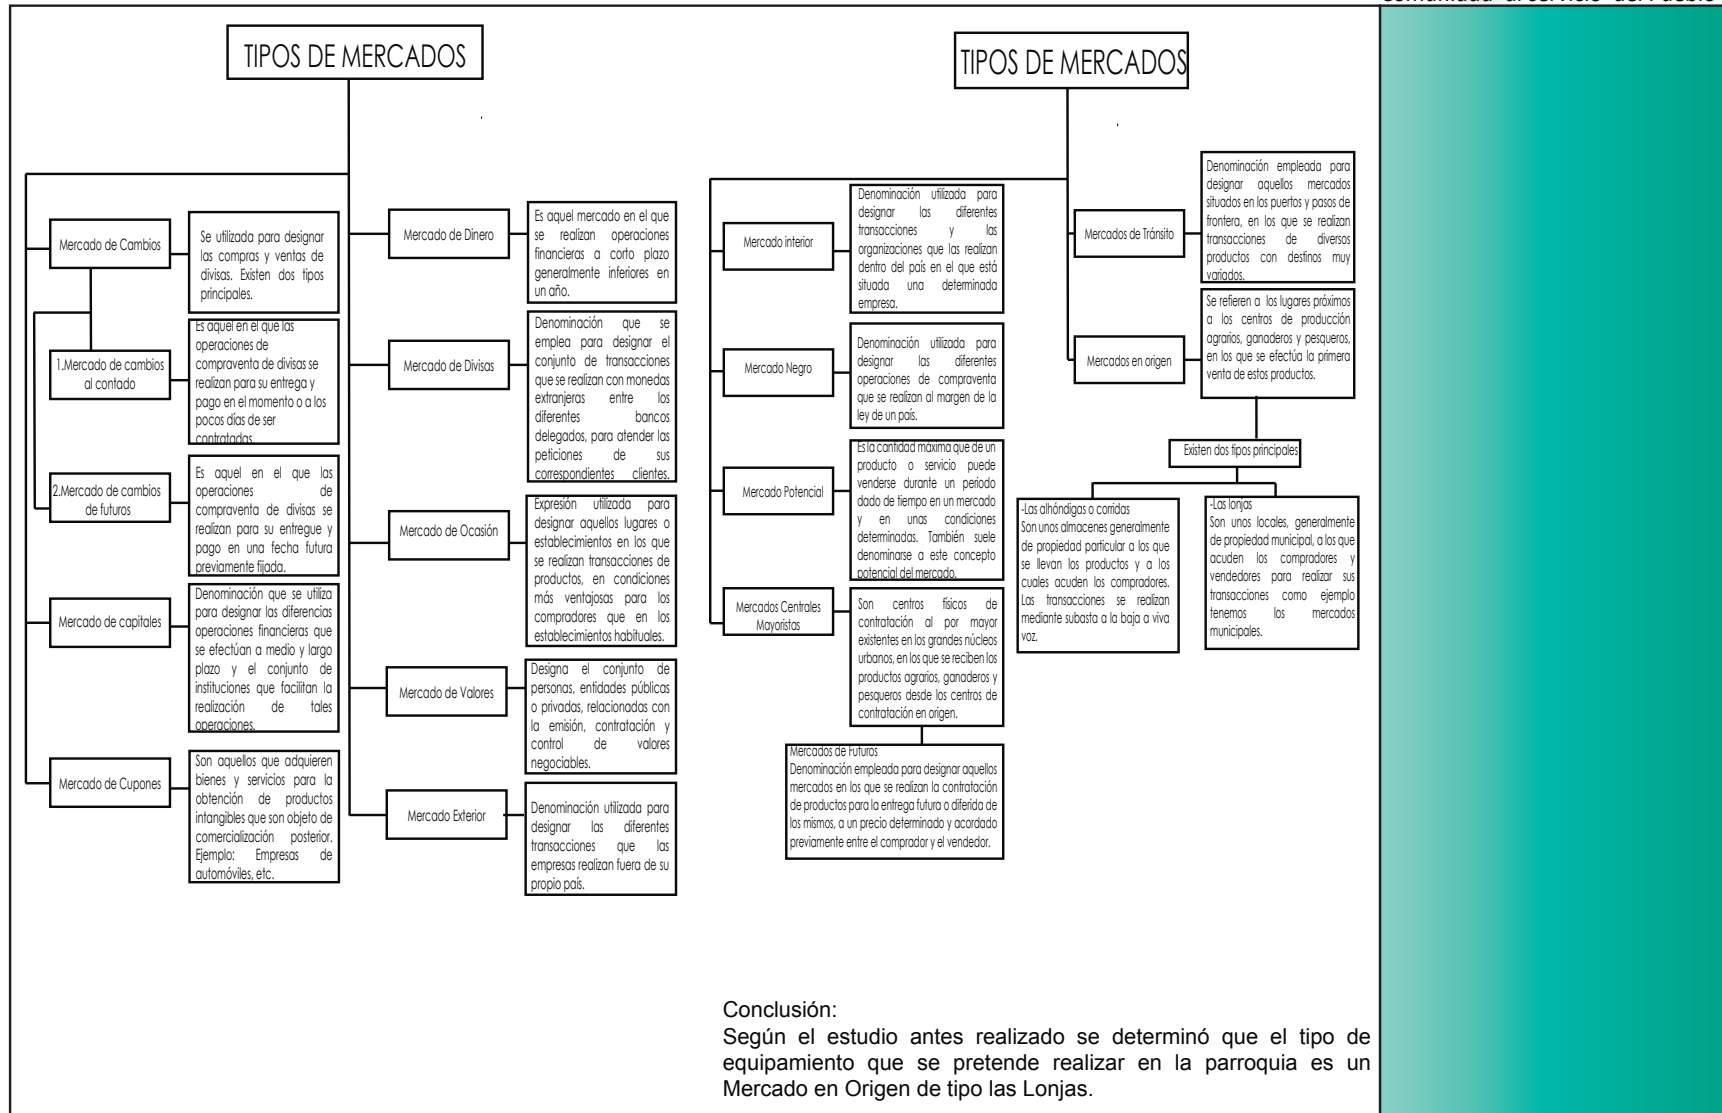 TIPOS DE MERCADOS
Mercado de Cambios
Se utilizada para designar
las compras y ventas de
divisas. Existen dos tipos
principales.
1.Mercado de cambios
al contado
Es aquel en el que las
operaciones de
compraventa de divisas se
realizan para su entrega y
pago en el momento o a los
pocos días de ser
contratadas.
2.Mercado de cambios
de futuros
Es aquel en el que las
operaciones de
compraventa de divisas se
realizan para su entregue y
pago en una fecha futura
previamente fijada.
Mercado de capitales
Denominación que se utiliza
para designar las diferencias
operaciones financieras que
se efectúan a medio y largo
plazo y el conjunto de
instituciones que facilitan la
realización de tales
operaciones.
Mercado de Cupones
Son aquellos que adquieren
bienes y servicios para la
obtención de productos
intangibles que son objeto de
comercialización posterior.
Ejemplo: Empresas de
automóviles, etc.
Mercado de Dinero
Es aquel mercado en el que
se realizan operaciones
financieras a corto plazo
generalmente inferiores en
un año.
Mercado de Divisas
Denominación que se
emplea para designar el
conjunto de transacciones
que se realizan con monedas
extranjeras entre los
diferentes bancos
delegados, para atender las
peticiones de sus
correspondientes clientes.
Mercado de Ocasión
Expresión utilizada para
designar aquellos lugares o
establecimientos en los que
se realizan transacciones de
productos, en condiciones
más ventajosas para los
compradores que en los
establecimientos habituales.
Mercado de Valores
Designa el conjunto de
personas, entidades públicas
o privadas, relacionadas con
la emisión, contratación y
control de valores
negociables.
Mercado Exterior
Denominación utilizada para
designar las diferentes
transacciones que las
empresas realizan fuera de su
propio país.
TIPOS DE MERCADOS
Mercado interior
Denominación utilizada para
designar las diferentes
transacciones y las
organizaciones que las realizan
dentro del país en el que está
situada una determinada
empresa.
Mercado Negro
Denominación utilizada para
designar las diferentes
operaciones de compraventa
que se realizan al margen de la
ley de un país.
Mercado Potencial
Es la cantidad máxima que de un
producto o servicio puede
venderse durante un periodo
dado de tiempo en un mercado
y en unas condiciones
determinadas. También suele
denominarse a este concepto
potencial del mercado.
Mercados Centrales
Mayoristas
Son centros físicos de
contratación al por mayor
existentes en los grandes núcleos
urbanos, en los que se reciben los
productos agrarios, ganaderos y
pesqueros desde los centros de
contratación en origen.
Mercados de Futuros
Denominación empleada para designar aquellos
mercados en los que se realizan la contratación
de productos para la entrega futura o diferida de
los mismos, a un precio determinado y acordado
previamente entre el comprador y el vendedor.
Mercados de Tránsito
Denominación empleada para
designar aquellos mercados
situados en los puertos y pasos de
frontera, en los que se realizan
transacciones de diversos
productos con destinos muy
variados.
Mercados en origen
Se refieren a los lugares próximos
a los centros de producción
agrarios, ganaderos y pesqueros,
en los que se efectúa la primera
venta de estos productos.
Existen dos tipos principales
-Las alhóndigas o corridas
Son unos almacenes generalmente
de propiedad particular a los que
se llevan los productos y a los
cuales acuden los compradores.
Las transacciones se realizan
mediante subasta a la baja a viva
voz.
-Las lonjas
Son unos locales, generalmente
de propiedad municipal, a los que
acuden los compradores y
vendedores para realizar sus
transacciones como ejemplo
tenemos los mercados
municipales.
Conclusión:
Según el estudio antes realizado se determinó que el tipo de
equipamiento que se pretende realizar en la parroquia es un
Mercado en Origen de tipo las Lonjas.